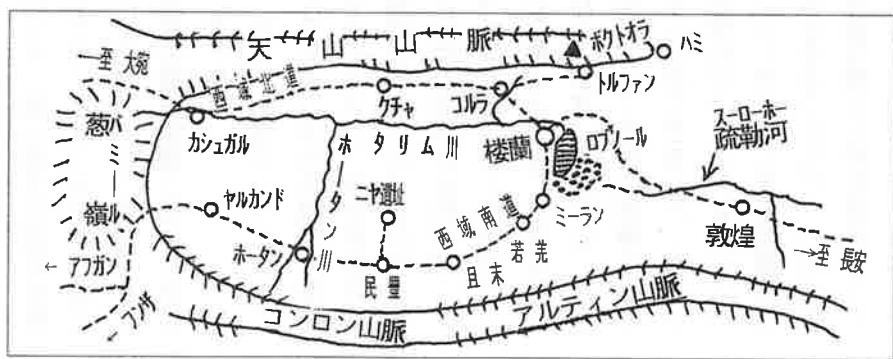 天山山脈
ボクトオラ
ハミ
←至大宛
西域北道
トルファン
クチャ
コルラ
スーローホー
疏勒河
葱嶺
パミール
カシュガル
タリム川
楼蘭
ロブノール
ホータン川
ヤルカンド
ニヤ遺址
ミーラン
西域南道
若羌
敦煌
→至長安
ホータン
且末
民豊
←アフガン
←フンザ
コンロン山脈
アルティン山脈